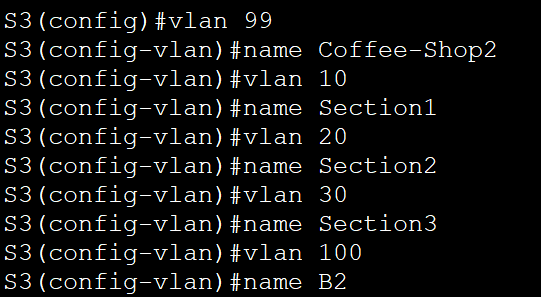 S3(config)#vlan 99
S3(config-vlan)#name Coffee-Shop2
S3(config-vlan)#vlan 10
S3(config-vlan)#name Section1
S3(config-vlan)#vlan 20
S3(config-vlan)#name Section2
S3(config-vlan)#vlan 30
S3(config-vlan)#name Section3
S3(config-vlan)#vlan 100
S3(config-vlan)#name B2